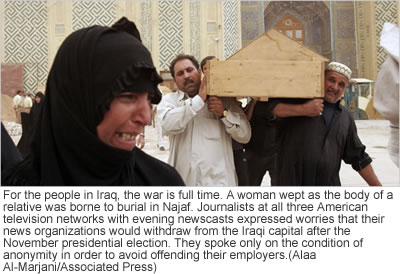 For the people in Iraq, the war is full time. A woman wept as the body of a
relative was borne to burial in Najaf. Journalists at all three American
television networks with evening newscasts expressed worries that their
news organizations would withdraw from the Iraqi capital after the
November presidential election. They spoke only on the condition of
anonymity in order to avoid offending their employers.(Alaa
Al-Marjani/Associated Press)